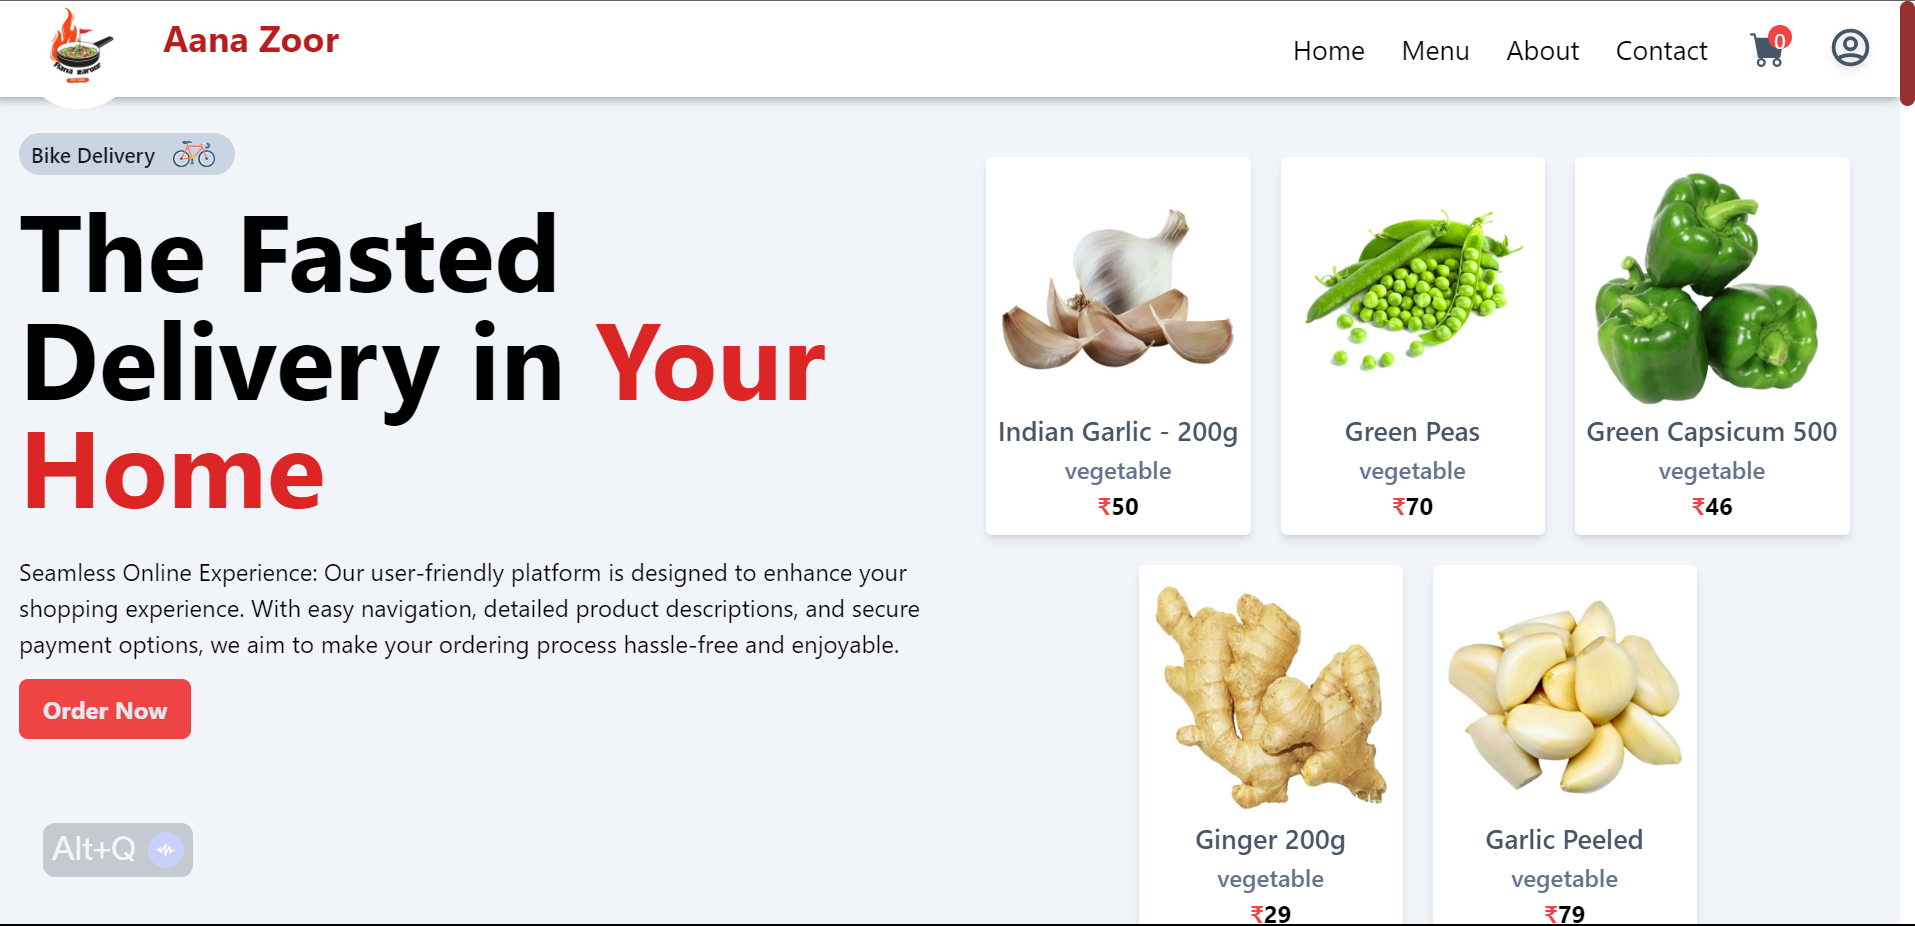 Aana zaroor
Aana Zoor
Home
Menu
About
Contact
0
Bike Delivery
The Fasted
Delivery in Your
Home
Seamless Online Experience: Our user-friendly platform is designed to enhance your
shopping experience. With easy navigation, detailed product descriptions, and secure
payment options, we aim to make your ordering process hassle-free and enjoyable.
Order Now
Alt+Q
Indian Garlic - 200g
vegetable
₹50
Green Peas
vegetable
₹70
Green Capsicum 500
vegetable
₹46
Ginger 200g
vegetable
₹29
Garlic Peeled
vegetable
₹79